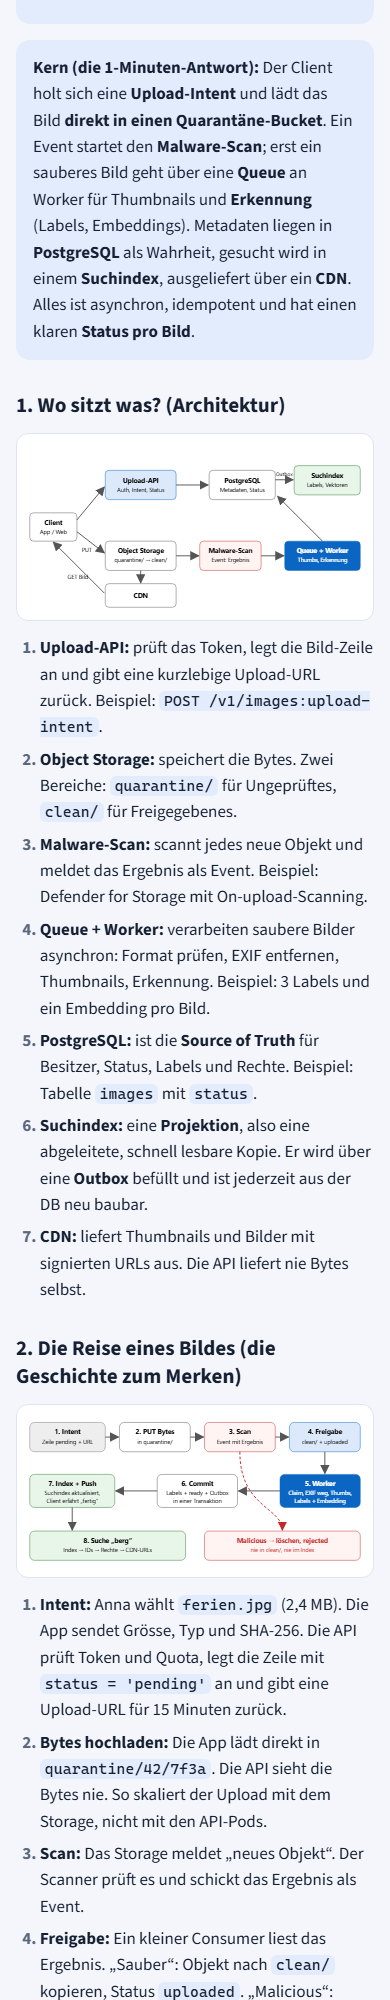 Kern (die 1-Minuten-Antwort): Der Client
holt sich eine Upload-Intent und lädt das
Bild direkt in einen Quarantäne-Bucket. Ein
Event startet den Malware-Scan; erst ein
sauberes Bild geht über eine Queue an
Worker für Thumbnails und Erkennung
(Labels, Embeddings). Metadaten liegen in
PostgreSQL als Wahrheit, gesucht wird in
einem Suchindex, ausgeliefert über ein CDN.
Alles ist asynchron, idempotent und hat einen
klaren Status pro Bild.
1. Wo sitzt was? (Architektur)
Upload-API
Auth, Intent, Status
PostgreSQL
Metadaten, Status
Outbox
Suchindex
Labels, Vektoren
Client
App / Web
PUT
Object Storage
quarantine/ → clean/
Malware-Scan
Event: Ergebnis
Queue + Worker
Thumbs, Erkennung
GET Bild
CDN
1. Upload-API: prüft das Token, legt die Bild-Zeile
an und gibt eine kurzlebige Upload-URL
zurück. Beispiel: POST /v1/images:upload-
intent.
2. Object Storage: speichert die Bytes. Zwei
Bereiche: quarantine/ für Ungeprüftes,
clean/ für Freigegebenes.
3. Malware-Scan: scannt jedes neue Objekt und
meldet das Ergebnis als Event. Beispiel:
Defender for Storage mit On-upload-Scanning.
4. Queue + Worker: verarbeiten saubere Bilder
asynchron: Format prüfen, EXIF entfernen,
Thumbnails, Erkennung. Beispiel: 3 Labels und
ein Embedding pro Bild.
5. PostgreSQL: ist die Source of Truth für
Besitzer, Status, Labels und Rechte. Beispiel:
Tabelle images mit status.
6. Suchindex: eine Projektion, also eine
abgeleitete, schnell lesbare Kopie. Er wird über
eine Outbox befüllt und ist jederzeit aus der
DB neu baubar.
7. CDN: liefert Thumbnails und Bilder mit
signierten URLs aus. Die API liefert nie Bytes
selbst.
2. Die Reise eines Bildes (die
Geschichte zum Merken)
1. Intent
Zeile pending + URL
2. PUT Bytes
in quarantine/
3. Scan
Event mit Ergebnis
4. Freigabe
clean/ + uploaded
7. Index + Push
Suchindex aktualisiert,
Client erfährt „fertig“
6. Commit
Labels + ready + Outbox
in einer Transaktion
5. Worker
Claim, EXIF weg, Thumbs,
Labels + Embedding
8. Suche „berg“
Index → IDs → Rechte → CDN-URLs
Malicious → löschen, rejected
nie in clean/, nie im Index
1. Intent: Anna wählt ferien.jpg (2,4 MB). Die
App sendet Grösse, Typ und SHA-256. Die API
prüft Token und Quota, legt die Zeile mit
status = 'pending' an und gibt eine
Upload-URL für 15 Minuten zurück.
2. Bytes hochladen: Die App lädt direkt in
quarantine/42/7f3a. Die API sieht die
Bytes nie. So skaliert der Upload mit dem
Storage, nicht mit den API-Pods.
3. Scan: Das Storage meldet „neues Objekt“. Der
Scanner prüft es und schickt das Ergebnis als
Event.
4. Freigabe: Ein kleiner Consumer liest das
Ergebnis. „Sauber“: Objekt nach clean/
kopieren, Status uploaded. „Malicious“: